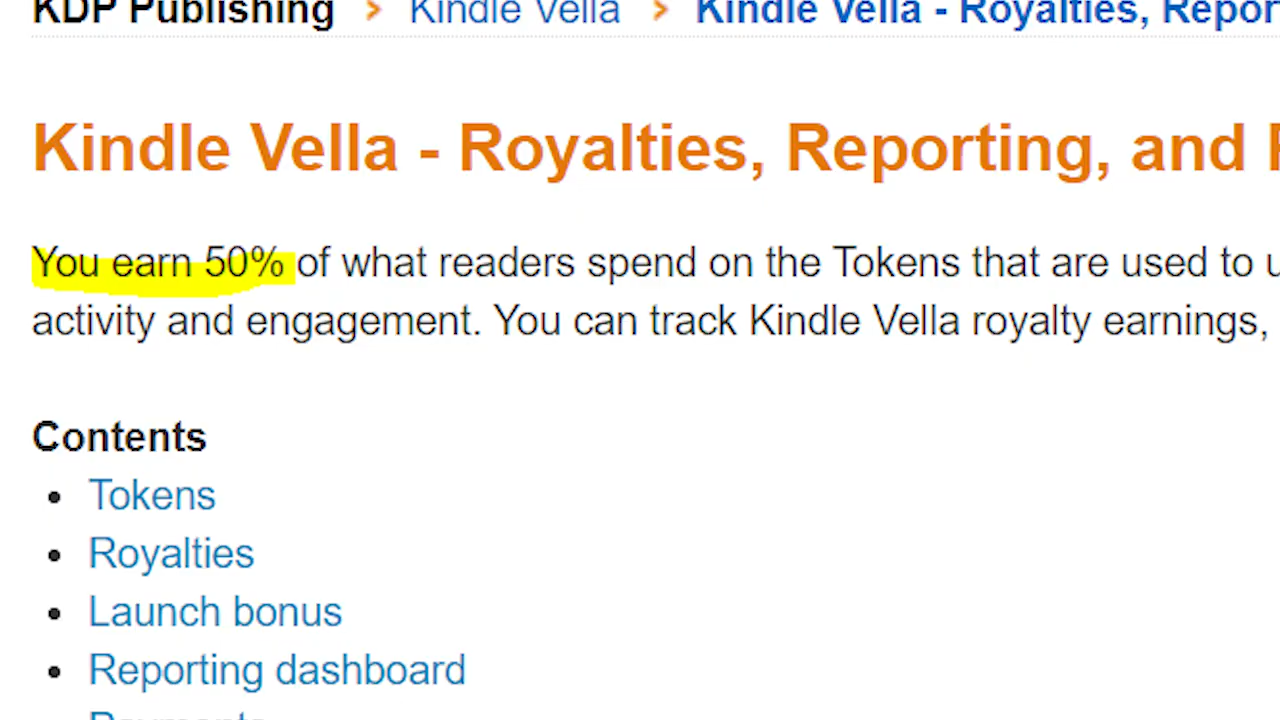 KDP Publishing > Kindle Vella > Kindle Vella - Royalties, Repor
Kindle Vella - Royalties, Reporting, and
You earn 50% of what readers spend on the Tokens that are used to u
activity and engagement. You can track Kindle Vella royalty earnings,
Contents
• Tokens
• Royalties
• Launch bonus
• Reporting dashboard
Payments